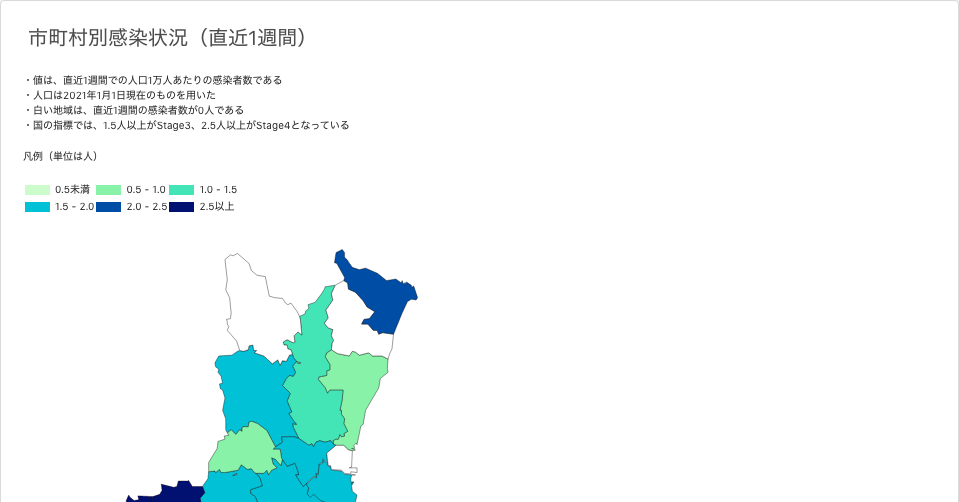 市町村別感染状況（直近1週間）
・値は、直近1週間での人口1万人あたりの感染者数である
・人口は2021年1月1日現在のものを用いた
・白い地域は、直近1週間の感染者数が0人である
・国の指標では、1.5人以上がStage3、2.5人以上がStage4となっている
凡例（単位は人）
0.5未満 0.5 - 1.0 1.0 - 1.5
1.5 - 2.0 2.0 - 2.5 2.5以上